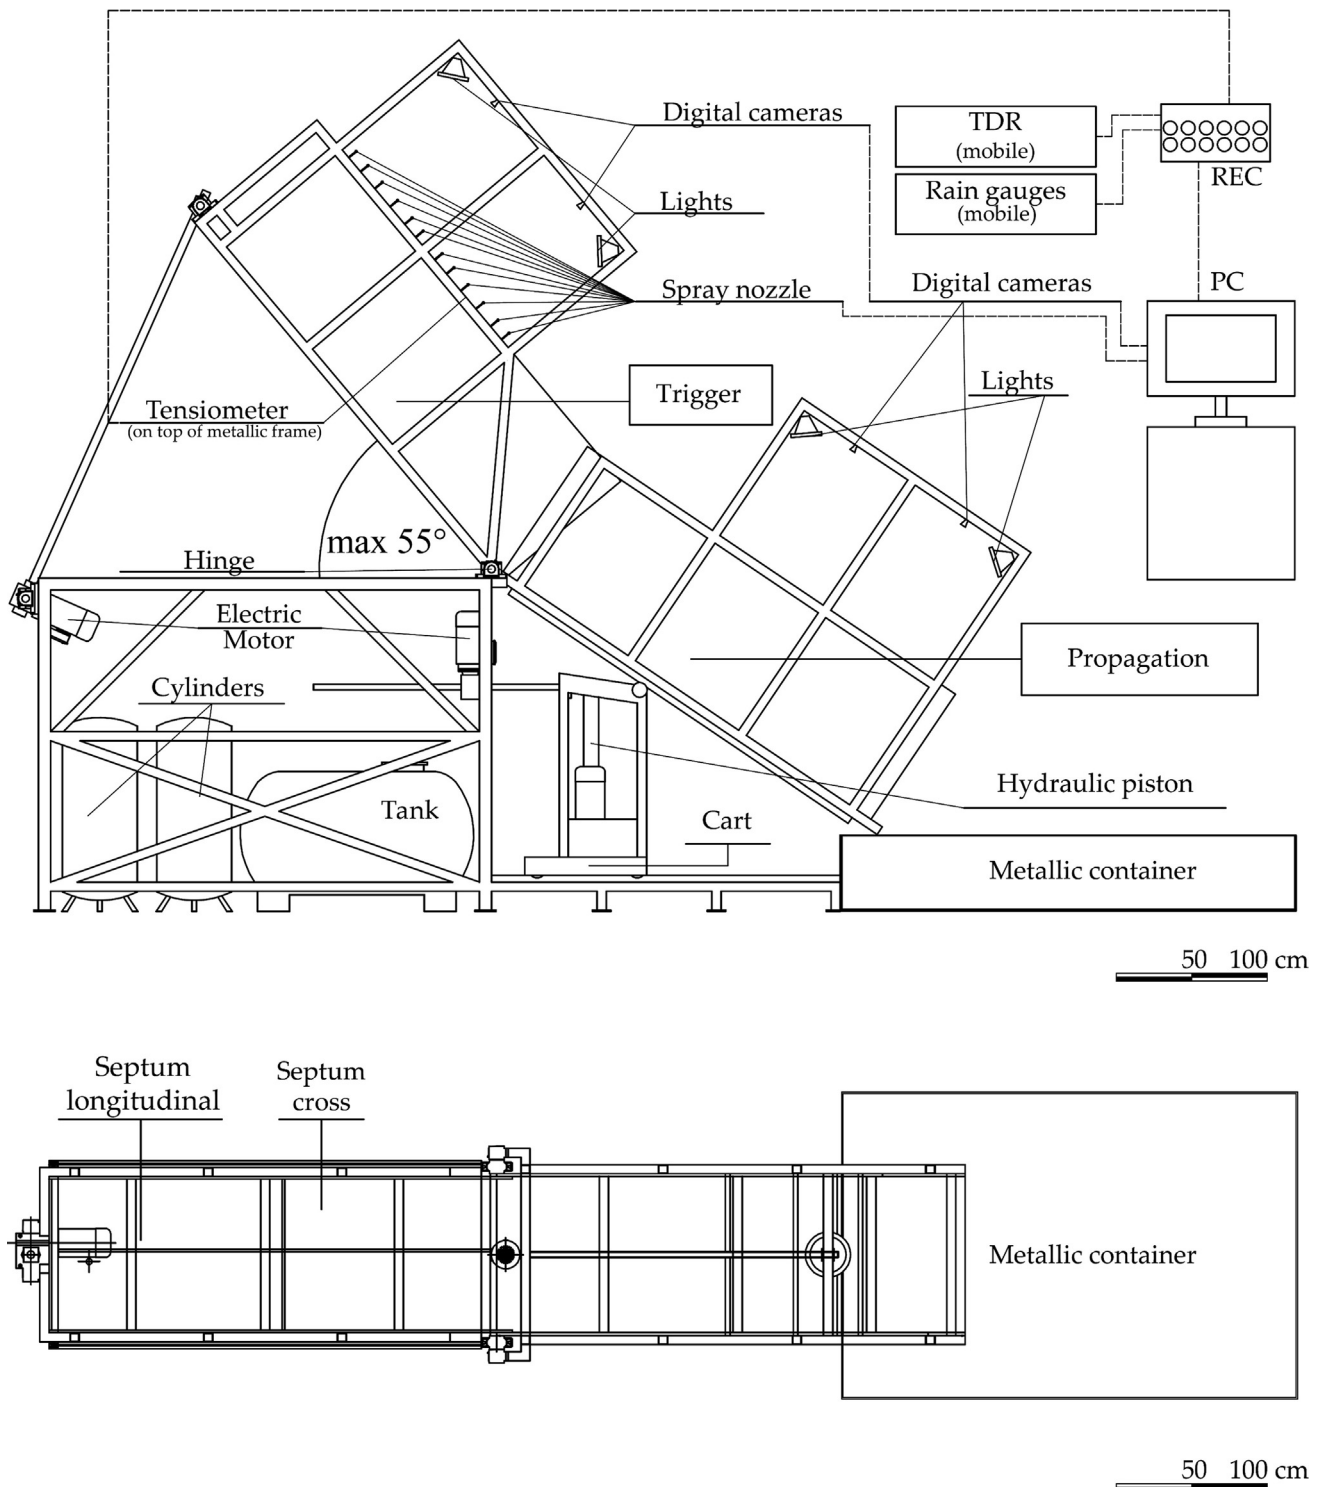 Digital cameras
TDR
(mobile)
REC
Rain gauges
(mobile)
Lights
Spray nozzle
Digital cameras
PC
Trigger
Lights
Tensiometer
(on top of metallic frame)
max 55°
Hinge
Electric
Motor
Propagation
Cylinders
Hydraulic piston
Tank
Cart
Metallic container
50 100 cm
Septum
longitudinal
Septum
cross
Metallic container
50 100 cm